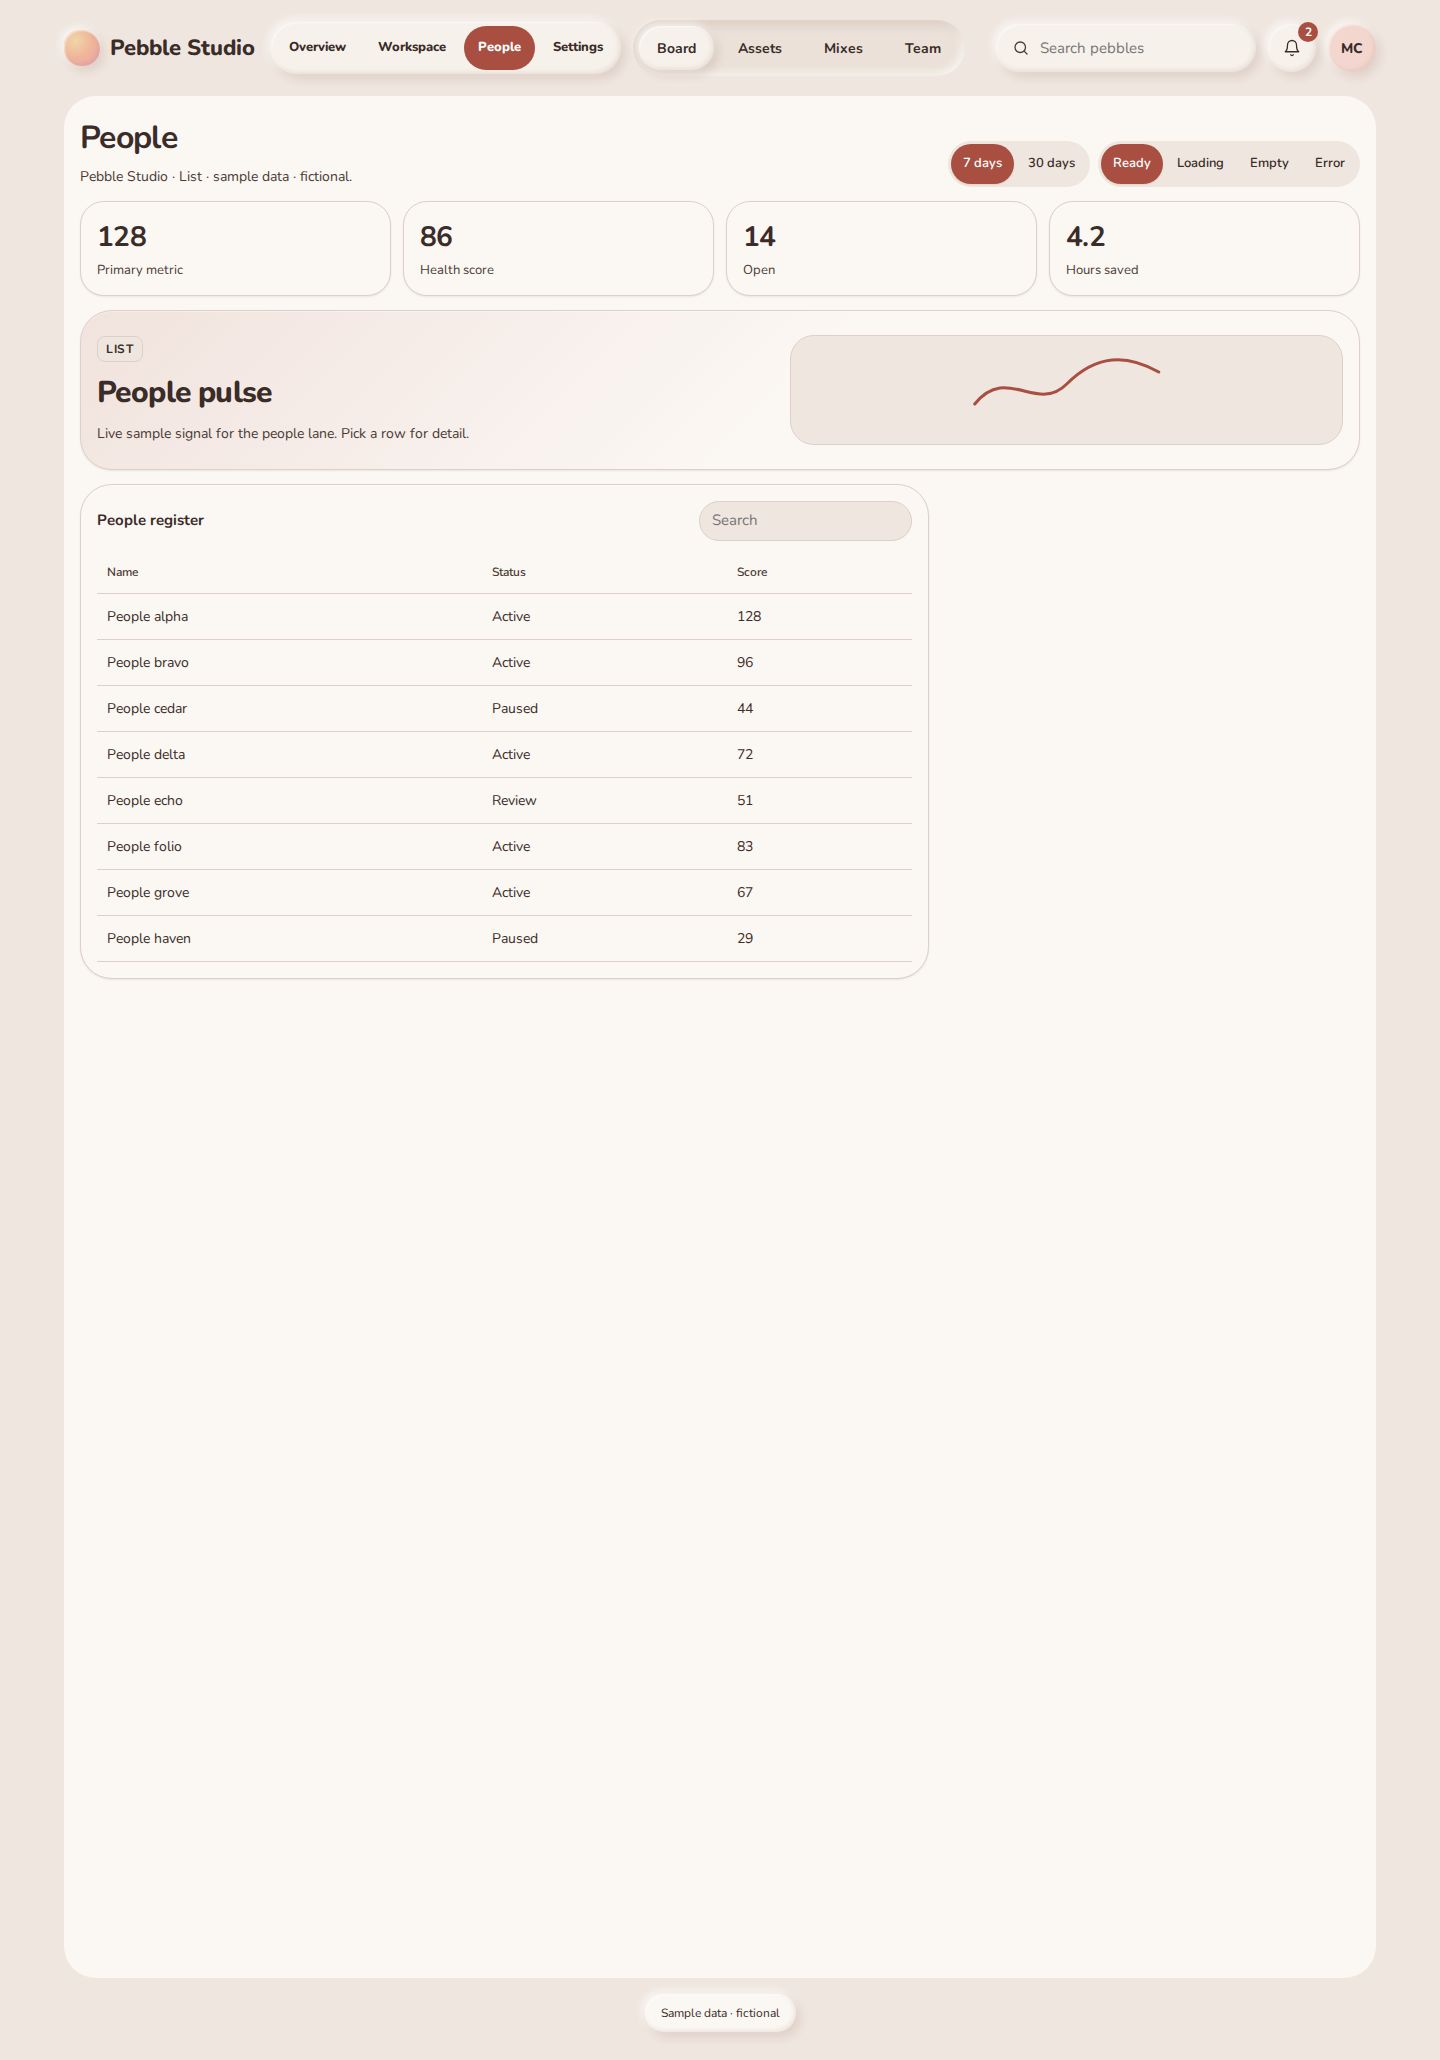 Pebble Studio
Overview Workspace People Settings
Board Assets Mixes Team
Search pebbles
2
MC
People
Pebble Studio · List · sample data · fictional.
7 days 30 days
Ready Loading Empty Error
128
Primary metric
86
Health score
14
Open
4.2
Hours saved
LIST
People pulse
Live sample signal for the people lane. Pick a row for detail.
People register
Search
Name Status Score
People alpha Active 128
People bravo Active 96
People cedar Paused 44
People delta Active 72
People echo Review 51
People folio Active 83
People grove Active 67
People haven Paused 29
Sample data · fictional